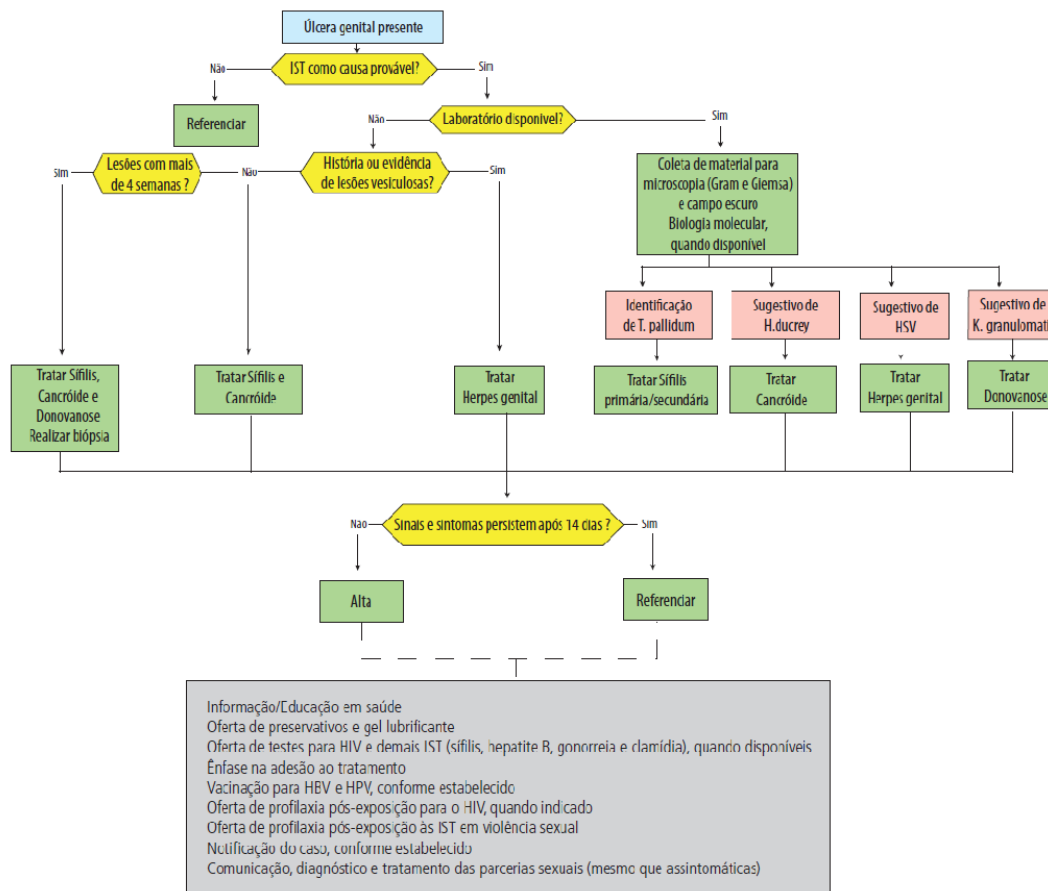 Úlcera genital presente
IST como causa provável?
Não
Sim
Referenciar
Laboratório disponível?
Não
Sim
Lesões com mais
de 4 semanas ?
Sim
Não
História ou evidência
de lesões vesiculosas?
Sim
Coleta de material para
microscopia (Gram e Giemsa)
e campo escuro
Biologia molecular,
quando disponível
Identificação
de T. pallidum
Sugestivo de
H.ducrey
Sugestivo de
HSV
Sugestivo de
K. granulomati
Tratar Sífilis,
Cancróide e
Donovanose
Realizar biópsia
Tratar Sífilis e
Cancróide
Tratar
Herpes genital
Tratar Sífilis
primária/secundária
Tratar
Cancróide
Tratar
Herpes genital
Tratar
Donovanose
Sinais e sintomas persistem após 14 dias ?
Não
Sim
Alta
Referenciar
Informação/Educação em saúde
Oferta de preservativos e gel lubrificante
Oferta de testes para HIV e demais IST (sífilis, hepatite B, gonorreia e clamídia), quando disponíveis
Ênfase na adesão ao tratamento
Vacinação para HBV e HPV, conforme estabelecido
Oferta de profilaxia pós-exposição para o HIV, quando indicado
Oferta de profilaxia pós-exposição às IST em violência sexual
Notificação do caso, conforme estabelecido
Comunicação, diagnóstico e tratamento das parcerias sexuais (mesmo que assintomáticas)